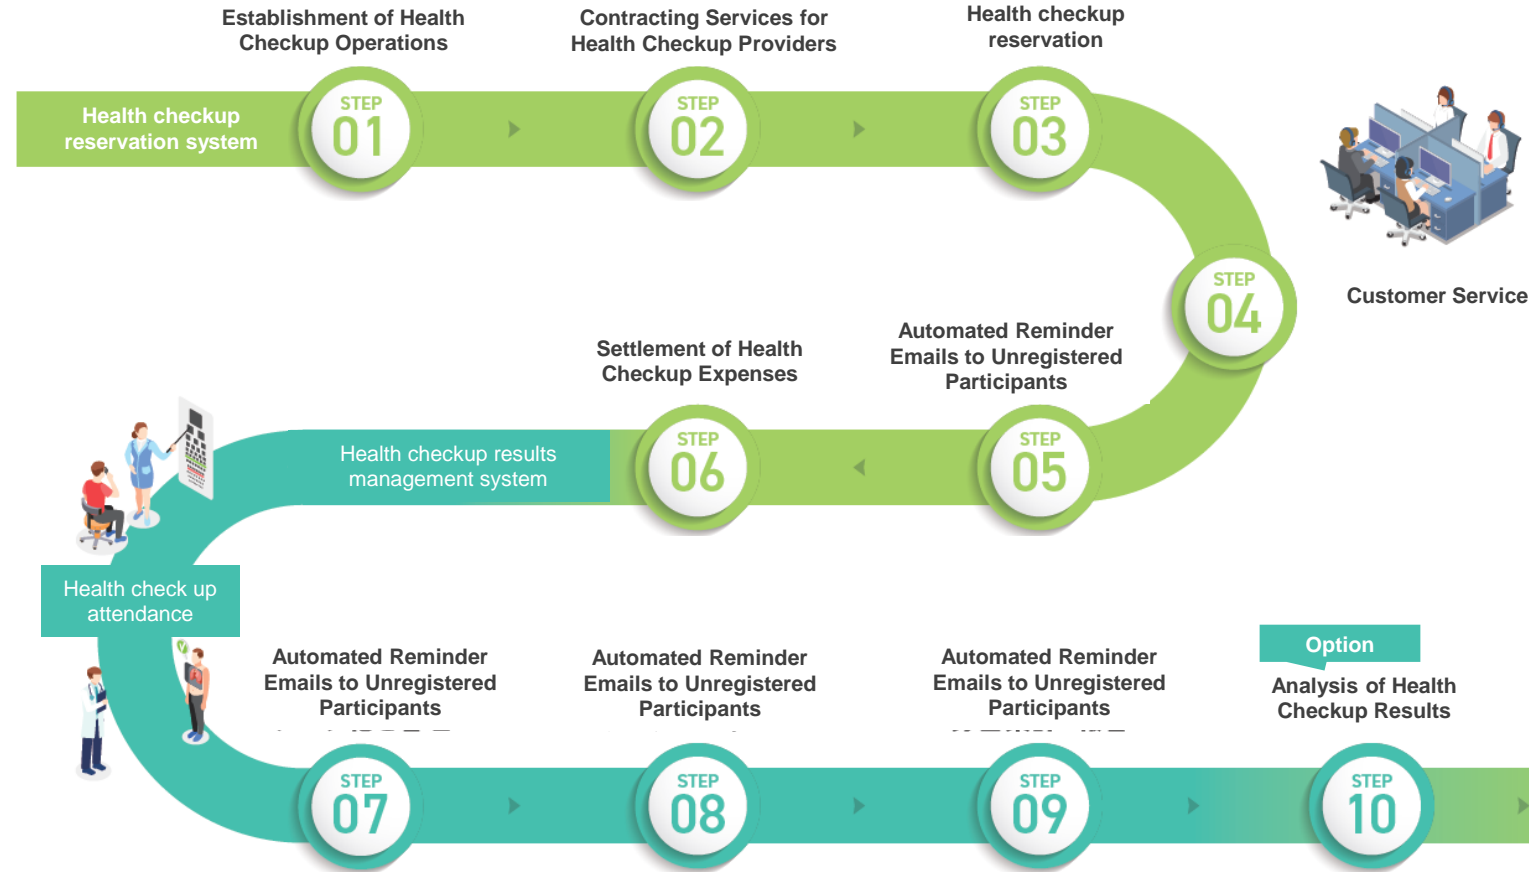 Establishment of Health
Checkup Operations
Contracting Services for
Health Checkup Providers
Health checkup
reservation
Health checkup
reservation system
STEP
01
STEP
02
STEP
03
STEP
04
Customer Service
Automated Reminder
Emails to Unregistered
Participants
Settlement of Health
Checkup Expenses
STEP
05
STEP
06
Health checkup results
management system
Health check up
attendance
Automated Reminder
Emails to Unregistered
Participants
Automated Reminder
Emails to Unregistered
Participants
Automated Reminder
Emails to Unregistered
Participants
Option
Analysis of Health
Checkup Results
STEP
07
STEP
08
STEP
09
STEP
10